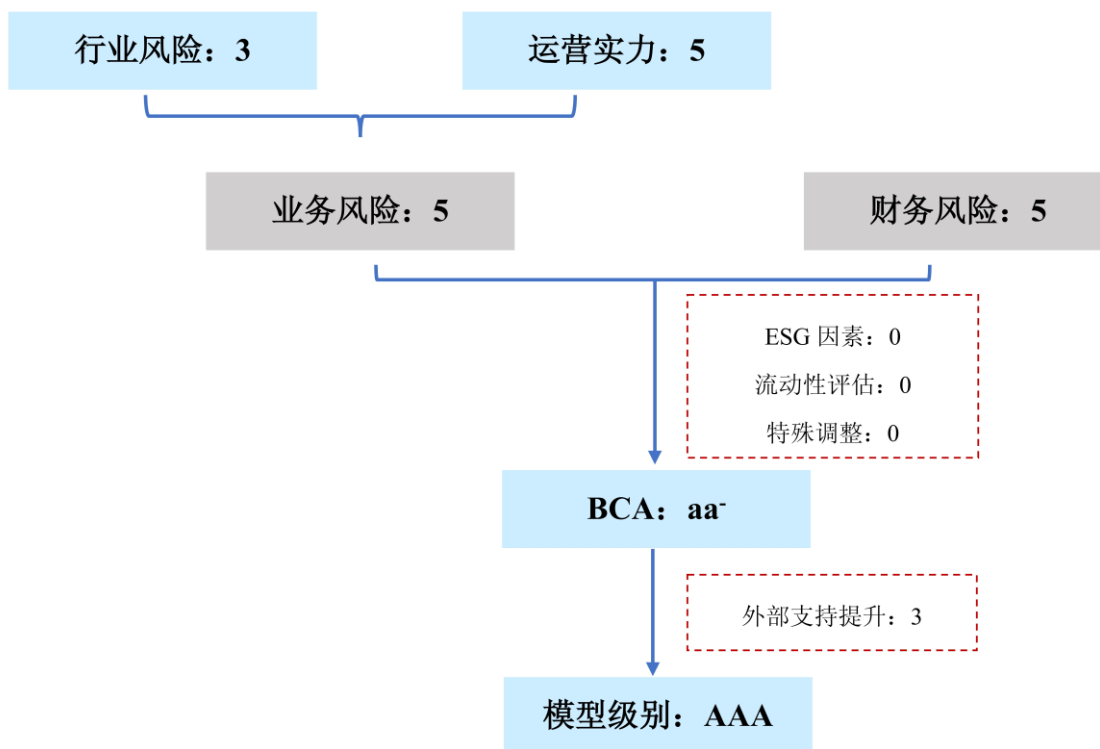 行业风险：3
运营实力：5
业务风险：5
财务风险：5
ESG 因素：0
流动性评估：0
特殊调整：0
BCA：aa-
外部支持提升：3
模型级别：AAA